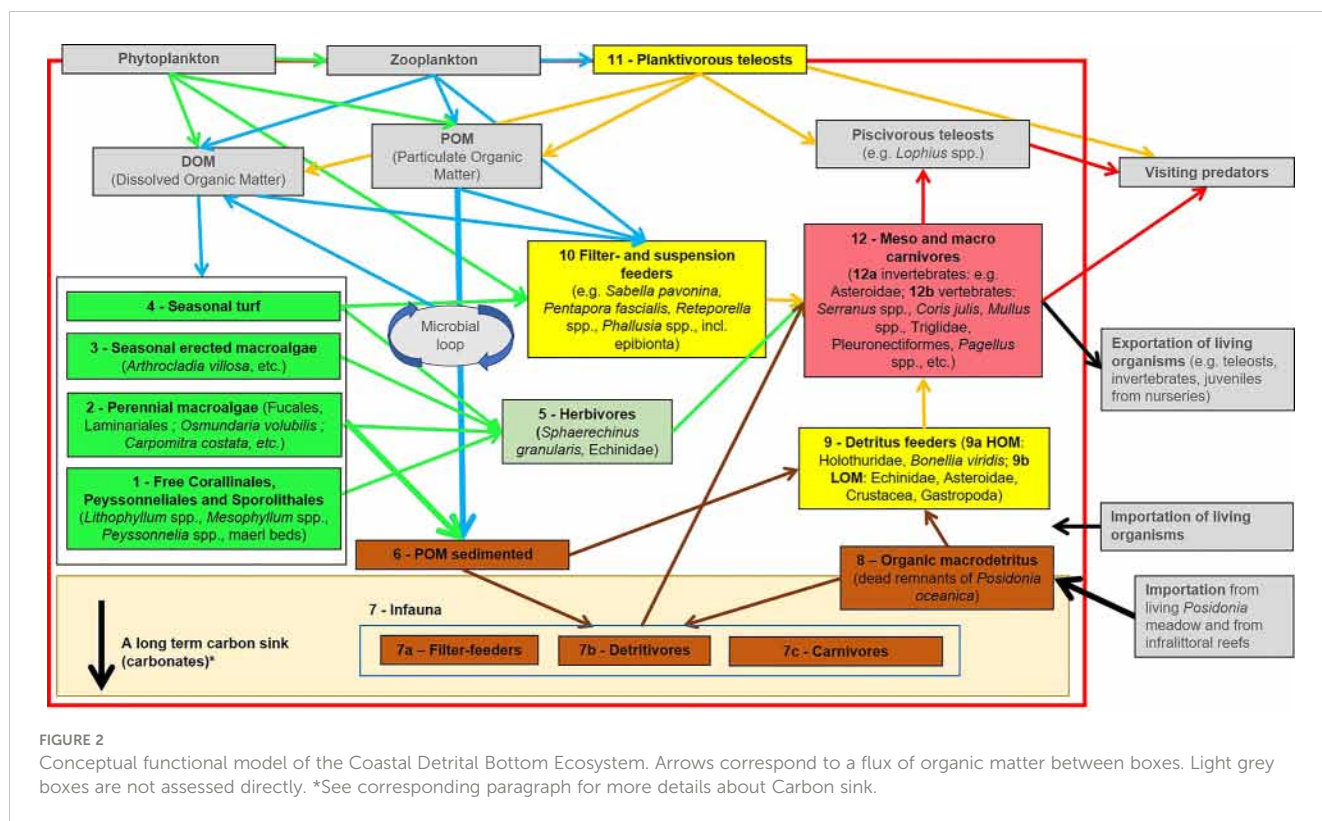 Phytoplankton
Zooplankton
11 - Planktivorous teleosts
DOM
(Dissolved Organic Matter)
POM
(Particulate Organic
Matter)
Piscivorous teleosts
(e.g. Lophius spp.)
Visiting predators
4 - Seasonal turf
3 - Seasonal erected macroalgae
(Arthrocladia villosa, etc.)
2 - Perennial macroalgae (Fucales,
Laminariales ; Osmundaria volubilis ;
Carpomitra costata, etc.)
1 - Free Corallinales,
Peyssonneliales and Sporolithales
(Lithophyllum spp., Mesophyllum spp.,
Peyssonnelia spp., maerl beds)
Microbial
loop
10 Filter- and suspension
feeders
(e.g. Sabella pavonina,
Pentapora fascialis, Reteporella
spp., Phallusia spp., incl.
epibionta)
12 - Meso and macro
carnivores
(12a invertebrates: e.g.
Asteroidae; 12b vertebrates:
Serranus spp., Coris julis, Mullus
spp., Triglidae,
Pleuronectiformes, Pagellus
spp., etc.)
Exportation of living
organisms (e.g. teleosts,
invertebrates, juveniles
from nurseries)
5 - Herbivores
(Sphaerechinus
granularis, Echinidae)
9 - Detritus feeders (9a HOM:
Holothuridae, Bonellia viridis; 9b
LOM: Echinidae, Asteroidae,
Crustacea, Gastropoda)
Importation of living
organisms
6 - POM sedimented
8 – Organic macrodetritus
(dead remnants of Posidonia
oceanica)
Importation from
living Posidonia
meadow and from
infralittoral reefs
A long term carbon sink
(carbonates)*
7 - Infauna
7a – Filter-feeders
7b - Detritivores
7c - Carnivores
FIGURE 2
Conceptual functional model of the Coastal Detrital Bottom Ecosystem. Arrows correspond to a flux of organic matter between boxes. Light grey
boxes are not assessed directly. *See corresponding paragraph for more details about Carbon sink.